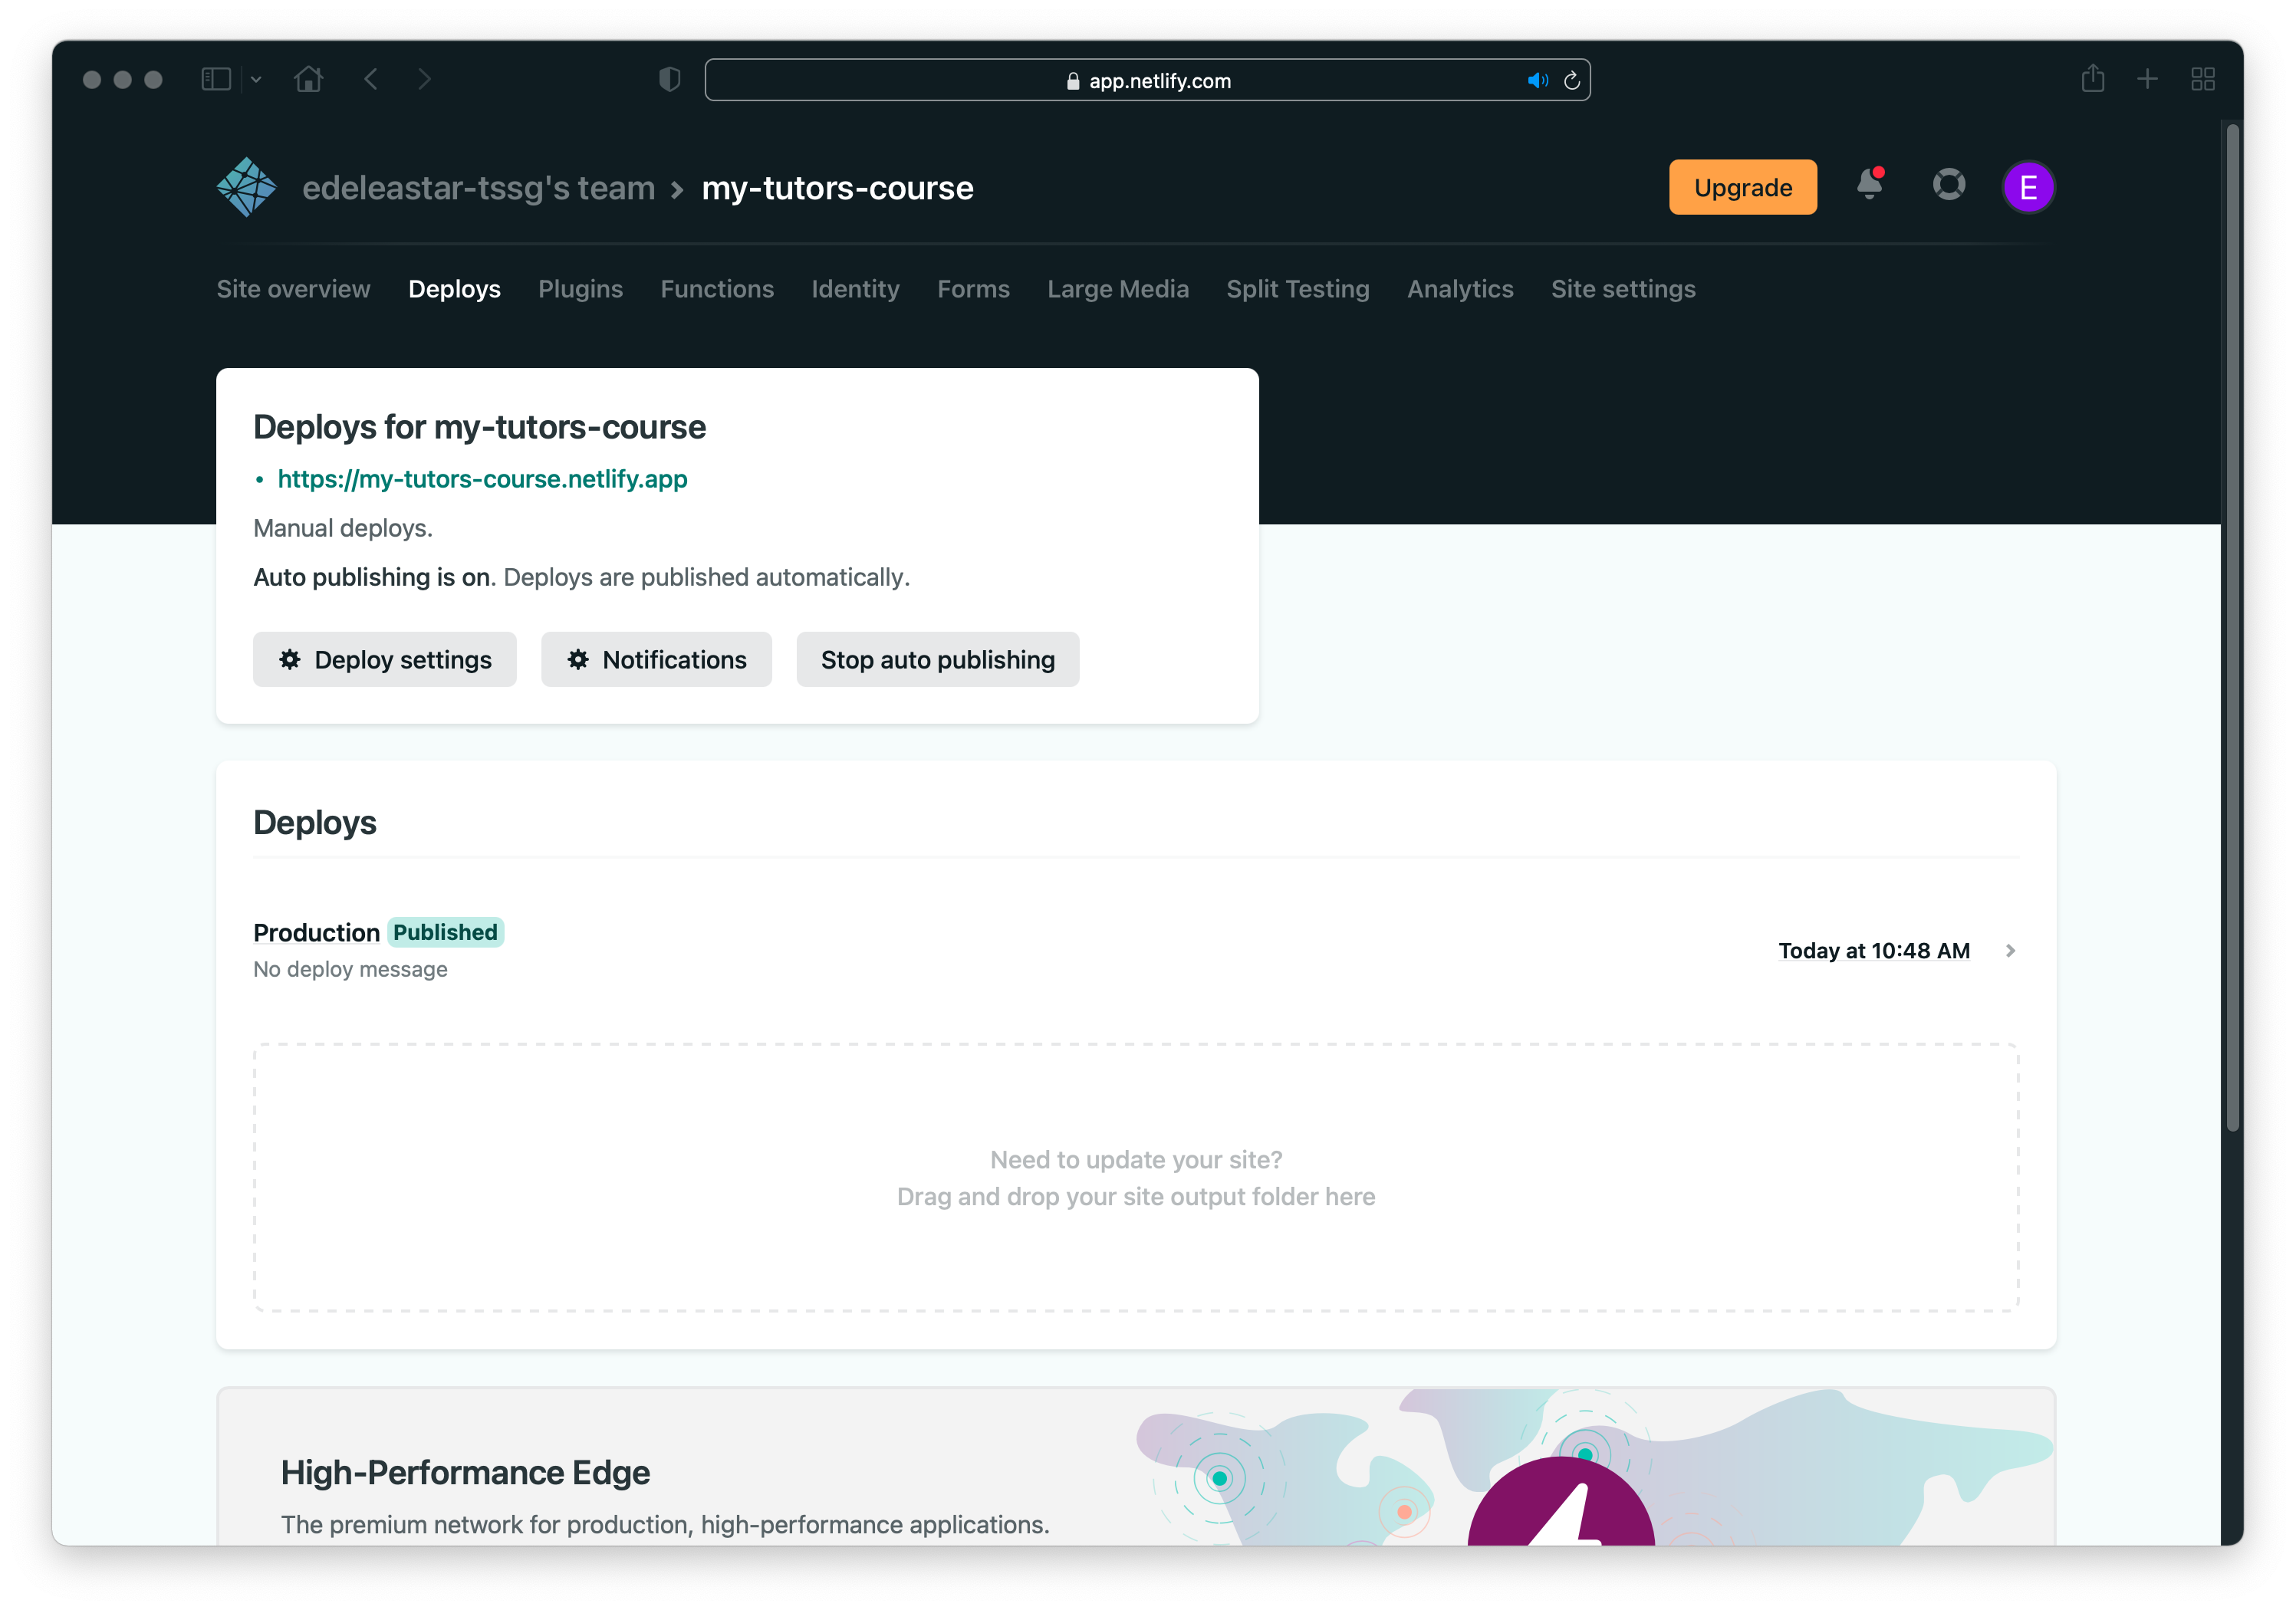 app.netlify.com
edeleastar-tssg's team › my-tutors-course
Upgrade
E
Site overview Deploys Plugins Functions Identity Forms Large Media Split Testing Analytics Site settings
Deploys for my-tutors-course
• https://my-tutors-course.netlify.app
Manual deploys.
Auto publishing is on. Deploys are published automatically.
Deploy settings Notifications Stop auto publishing
Deploys
Production Published
No deploy message
Today at 10:48 AM
Need to update your site?
Drag and drop your site output folder here
High-Performance Edge
The premium network for production, high-performance applications.